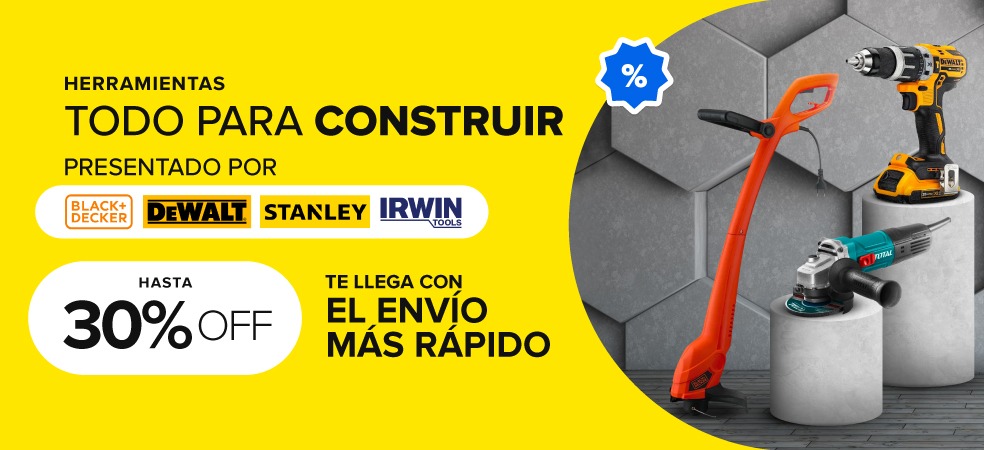 HERRAMIENTAS
TODO PARA CONSTRUIR
PRESENTADO POR
BLACK+
DECKER
DEWALT
STANLEY
IRWIN
TOOLS
HASTA
30% OFF
TE LLEGA CON
EL ENVÍO
MÁS RÁPIDO
%
DEWALT
TOTAL